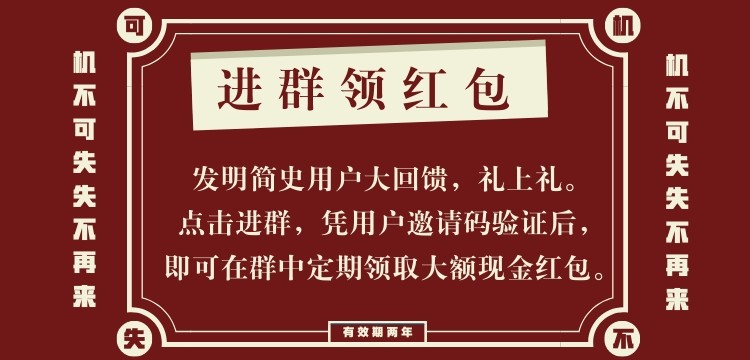 可
机
机不可失失不再来
进群领红包
发明简史用户大回馈，礼上礼。
点击进群，凭用户邀请码验证后，
即可在群中定期领取大额现金红包。
机不可失失不再来
失
有效期两年
不